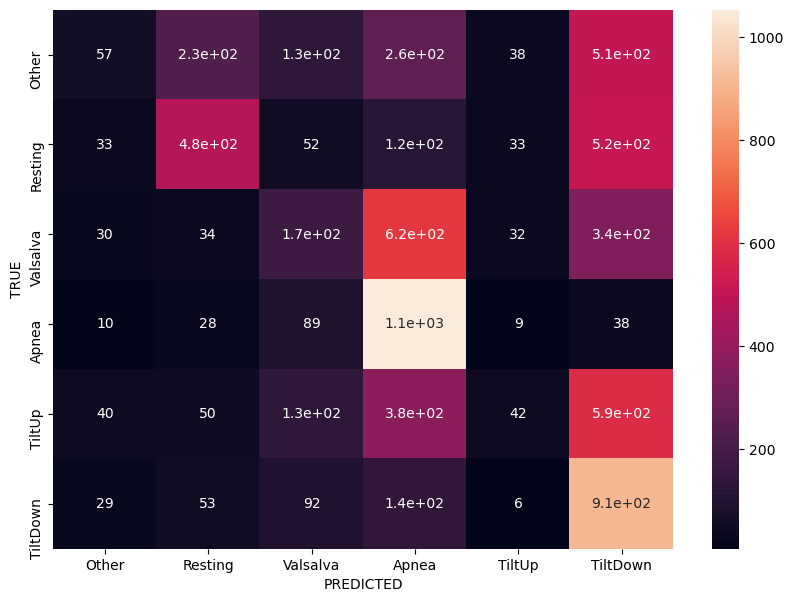 Other 57 2.3e+02 1.3e+02 2.6e+02 38 5.1e+02
Resting 33 4.8e+02 52 1.2e+02 33 5.2e+02
Valsalva 30 34 1.7e+02 6.2e+02 32 3.4e+02
Apnea 10 28 89 1.1e+03 9 38
TiltUp 40 50 1.3e+02 3.8e+02 42 5.9e+02
TiltDown 29 53 92 1.4e+02 6 9.1e+02
Other Resting Valsalva Apnea TiltUp TiltDown
PREDICTED
TRUE
1000
800
600
400
200